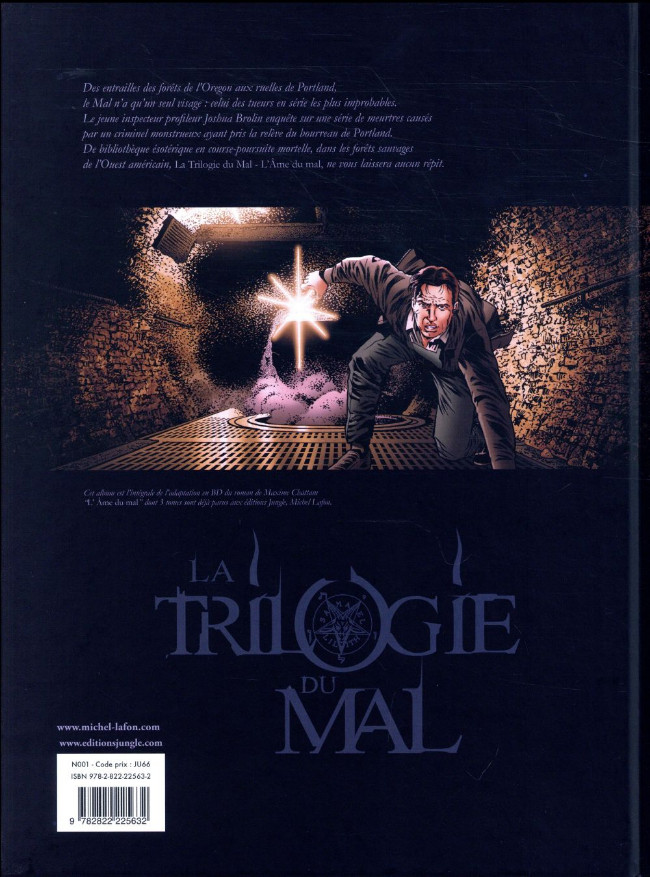 Des entrailles des forêts de l'Oregon aux ruelles de Portland,
le Mal n'a qu'un seul visage : celui des tueurs en série les plus improbables.
Le jeune inspecteur profileur Joshua Brolin enquête sur une série de meurtres causés
par un criminel monstrueux ayant pris la relève du bourreau de Portland.
De bibliothèque ésotérique en course-poursuite mortelle, dans les forêts sauvages
de l'Ouest américain, La Trilogie du Mal - L'Âme du mal, ne vous laissera aucun répit.
Cet album est l'intégrale de l'adaptation en BD du roman de Maxime Chattam
"L' Âme du mal" dont 3 tomes sont déjà parus aux éditions Jungle, Michel Lafon.
LA
TRILOGIE
DU
MAL
www.michel-lafon.com
www.editionsjungle.com
N001 - Code prix : JU66
ISBN 978-2-822-22563-2
9 782822 225632